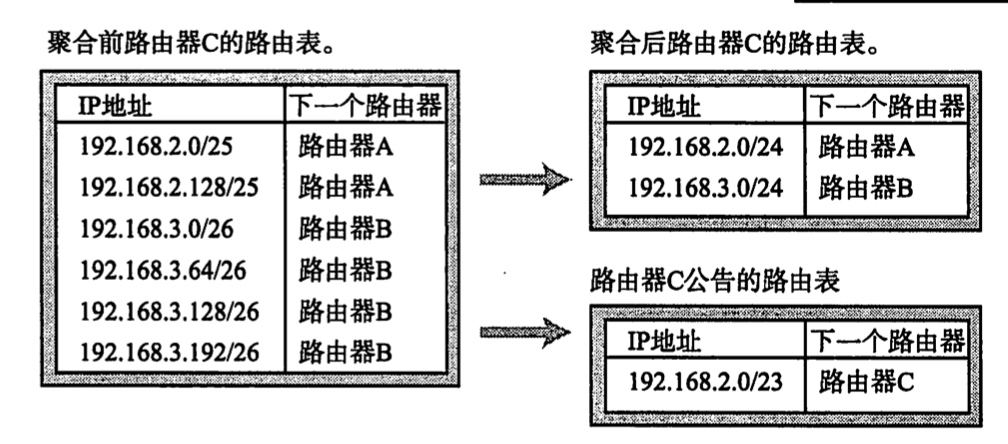 聚合前路由器C的路由表。
IP地址 下一个路由器
192.168.2.0/25 路由器A
192.168.2.128/25 路由器A
192.168.3.0/26 路由器B
192.168.3.64/26 路由器B
192.168.3.128/26 路由器B
192.168.3.192/26 路由器B
聚合后路由器C的路由表。
IP地址 下一个路由器
192.168.2.0/24 路由器A
192.168.3.0/24 路由器B
路由器C公告的路由表
IP地址 下一个路由器
192.168.2.0/23 路由器C